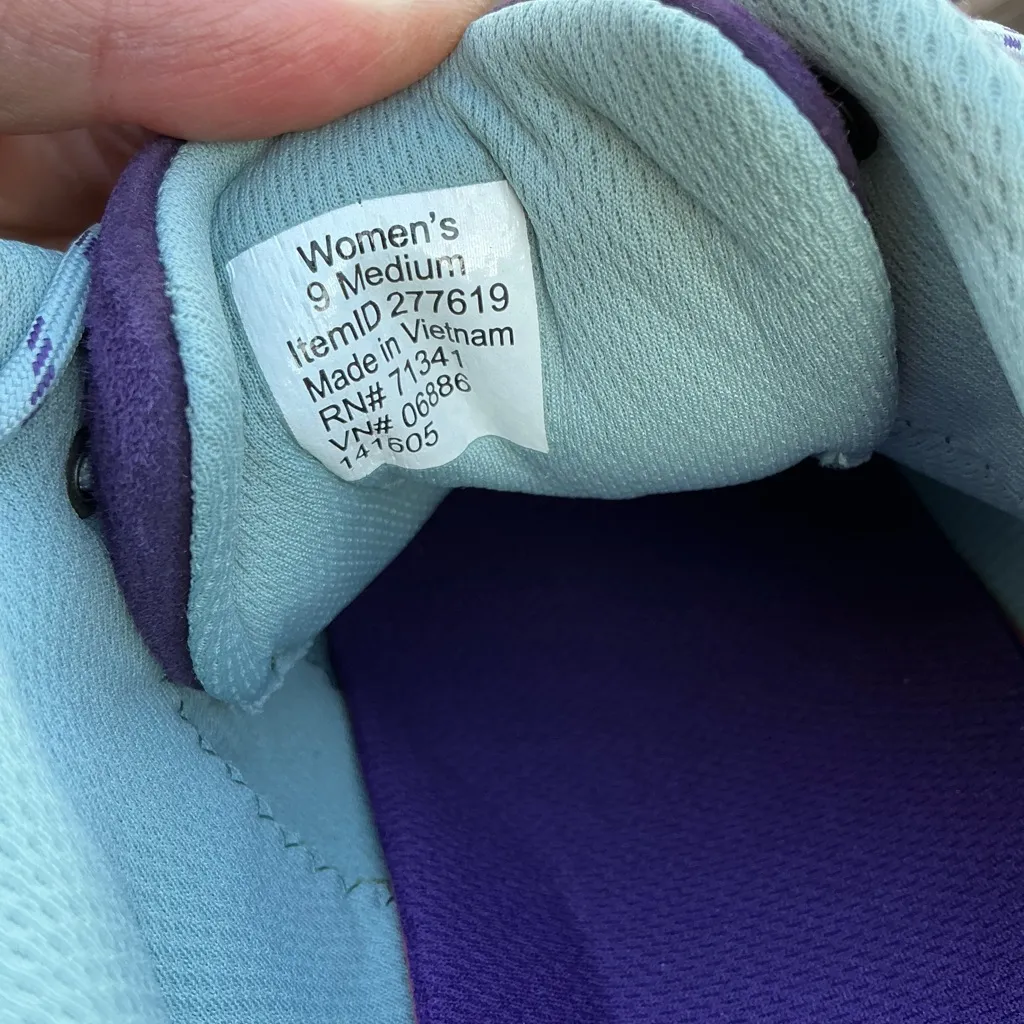 Women's
9 Medium
ItemID 277619
Made in Vietnam
RN# 71341
VN# 06886
141605